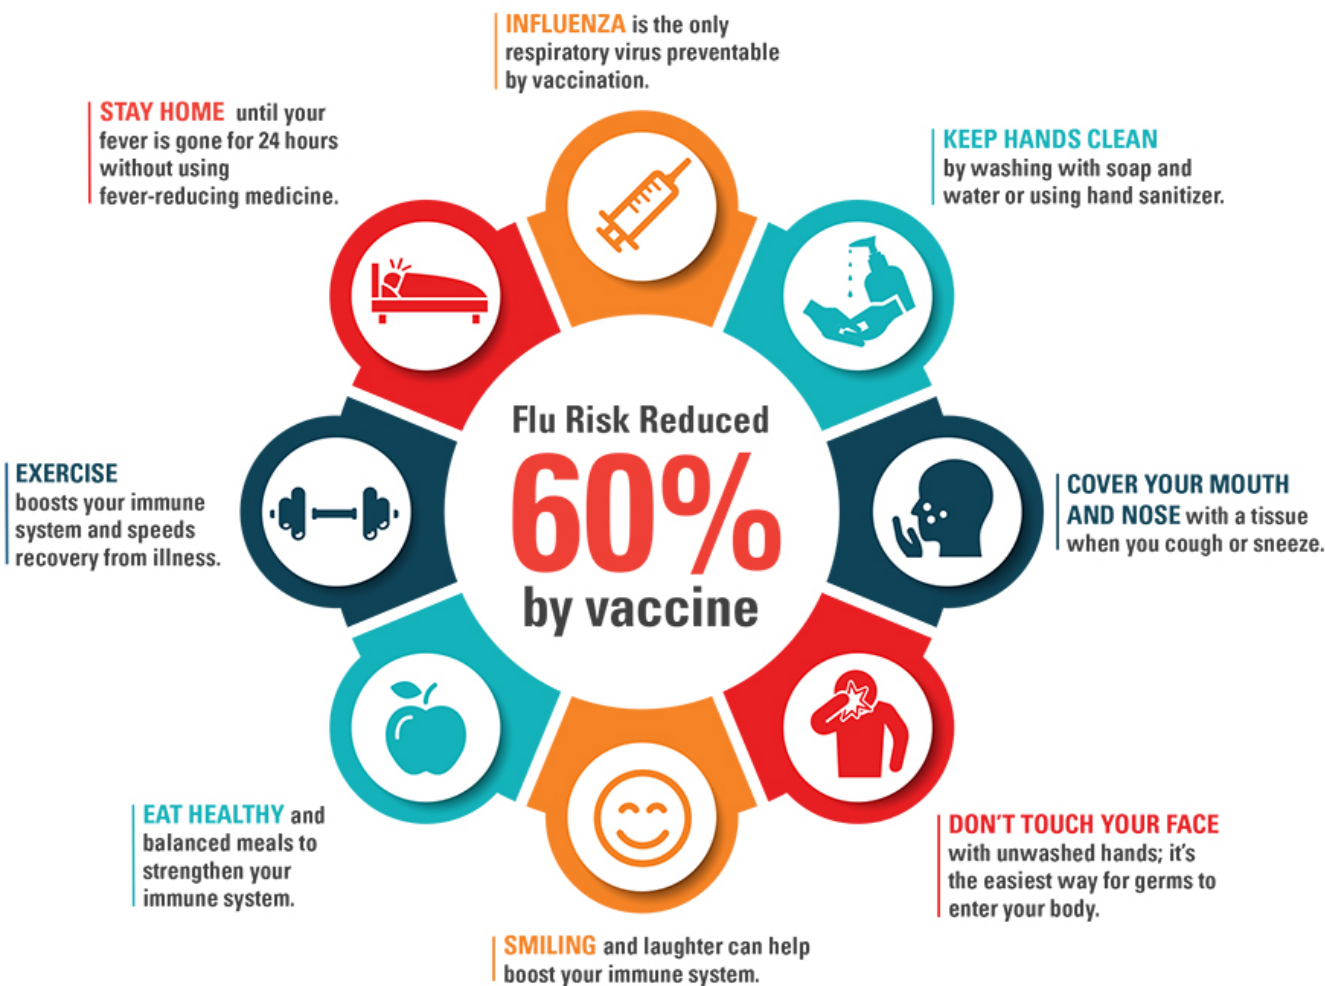 INFLUENZA is the only
respiratory virus preventable
by vaccination.
STAY HOME until your
fever is gone for 24 hours
without using
fever-reducing medicine.
KEEP HANDS CLEAN
by washing with soap and
water or using hand sanitizer.
Flu Risk Reduced
60%
by vaccine
EXERCISE
boosts your immune
system and speeds
recovery from illness.
COVER YOUR MOUTH
AND NOSE with a tissue
when you cough or sneeze.
EAT HEALTHY and
balanced meals to
strengthen your
immune system.
DON'T TOUCH YOUR FACE
with unwashed hands; it's
the easiest way for germs to
enter your body.
SMILING and laughter can help
boost your immune system.